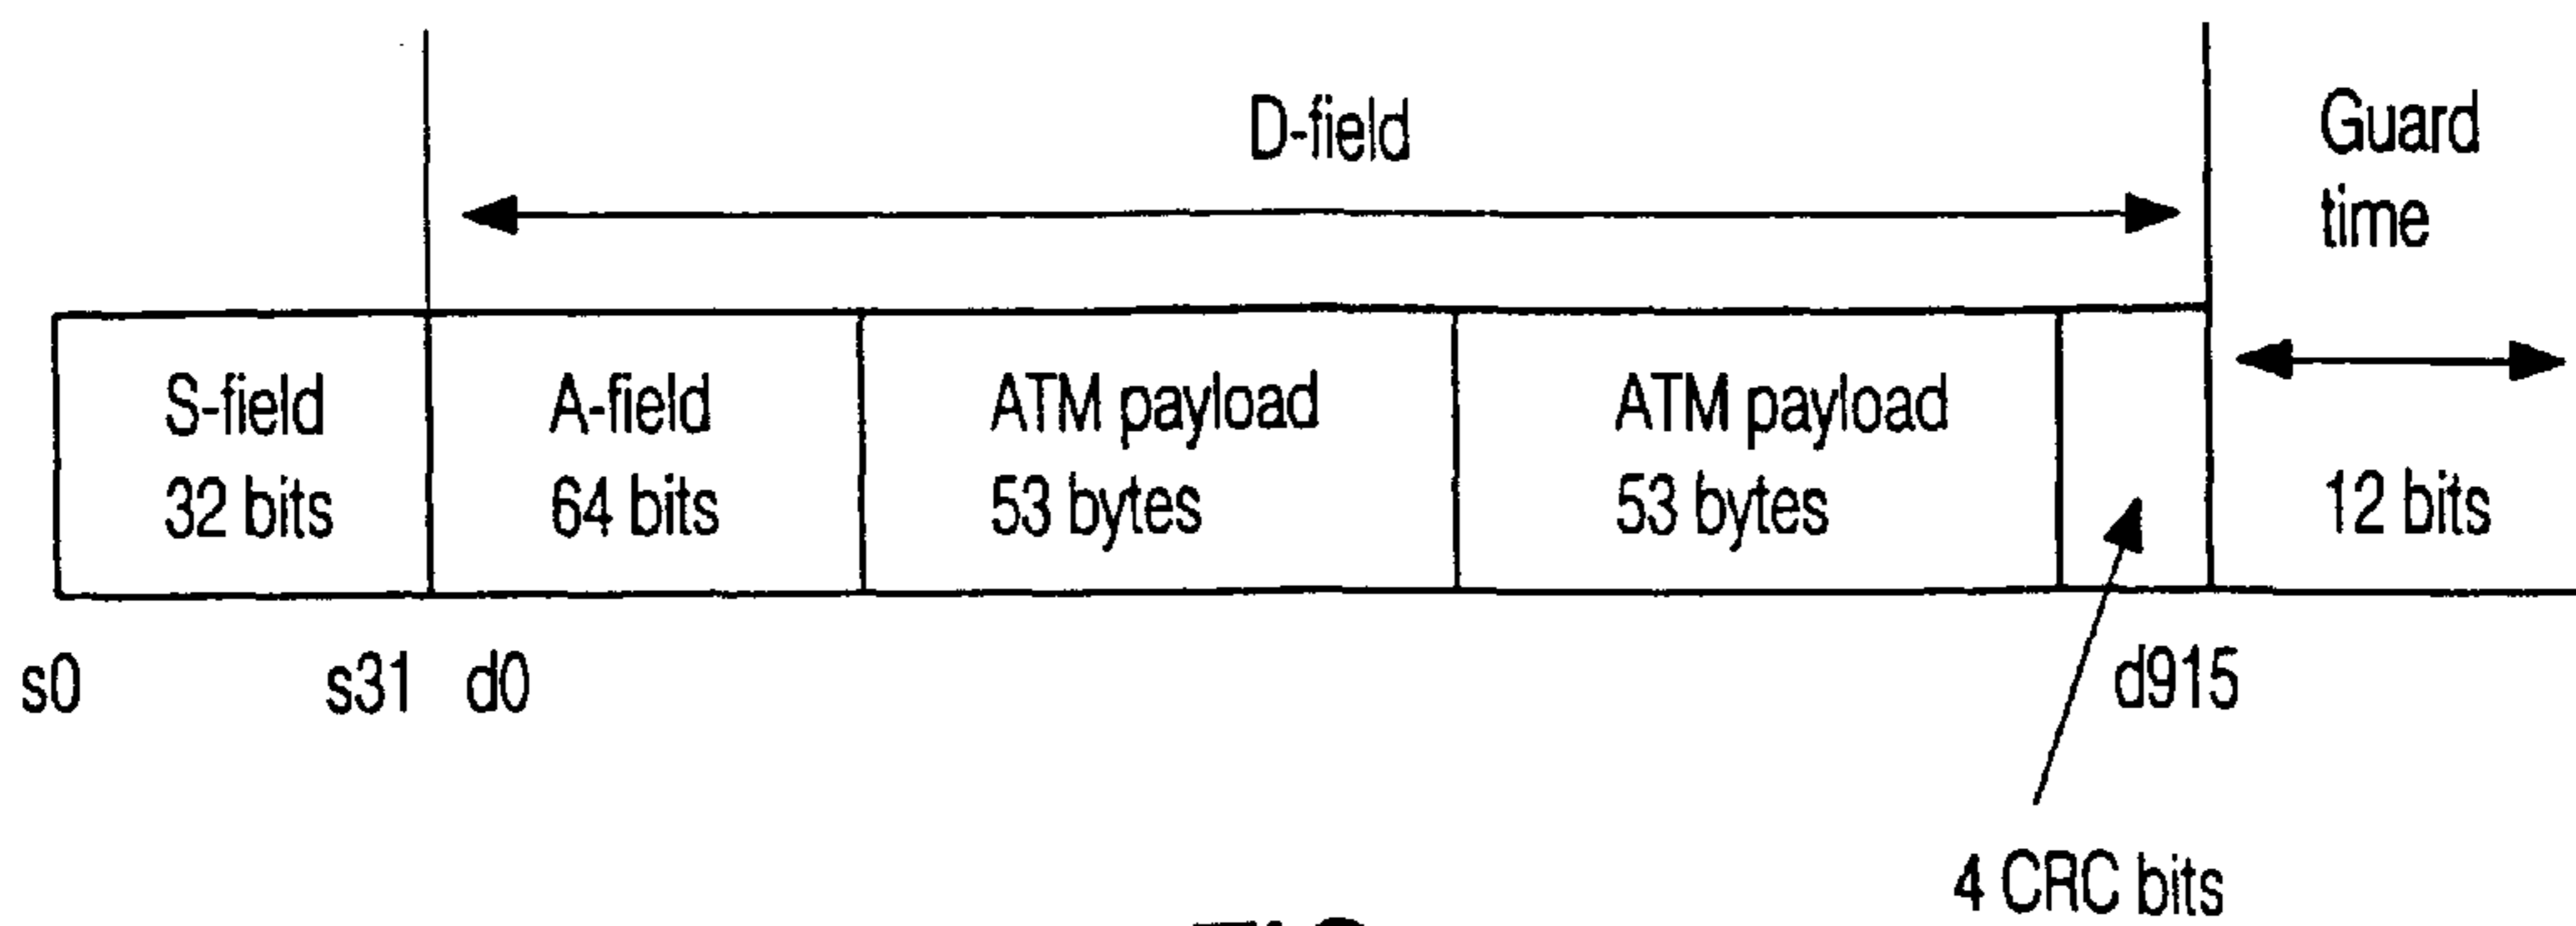 D-field
Guard
time
S-field
32 bits
A-field
64 bits
ATM payload
53 bytes
ATM payload
53 bytes
12 bits
s0
s31
d0
d915
4 CRC bits